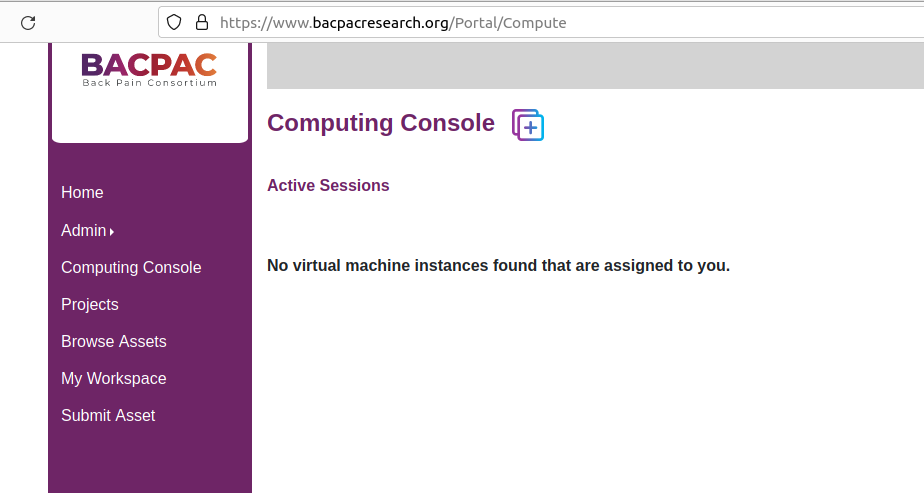 https://www.bacpacresearch.org/Portal/Compute
BACPAC
Back Pain Consortium
Computing Console
Home
Admin
Computing Console
Projects
Browse Assets
My Workspace
Submit Asset
Active Sessions
No virtual machine instances found that are assigned to you.